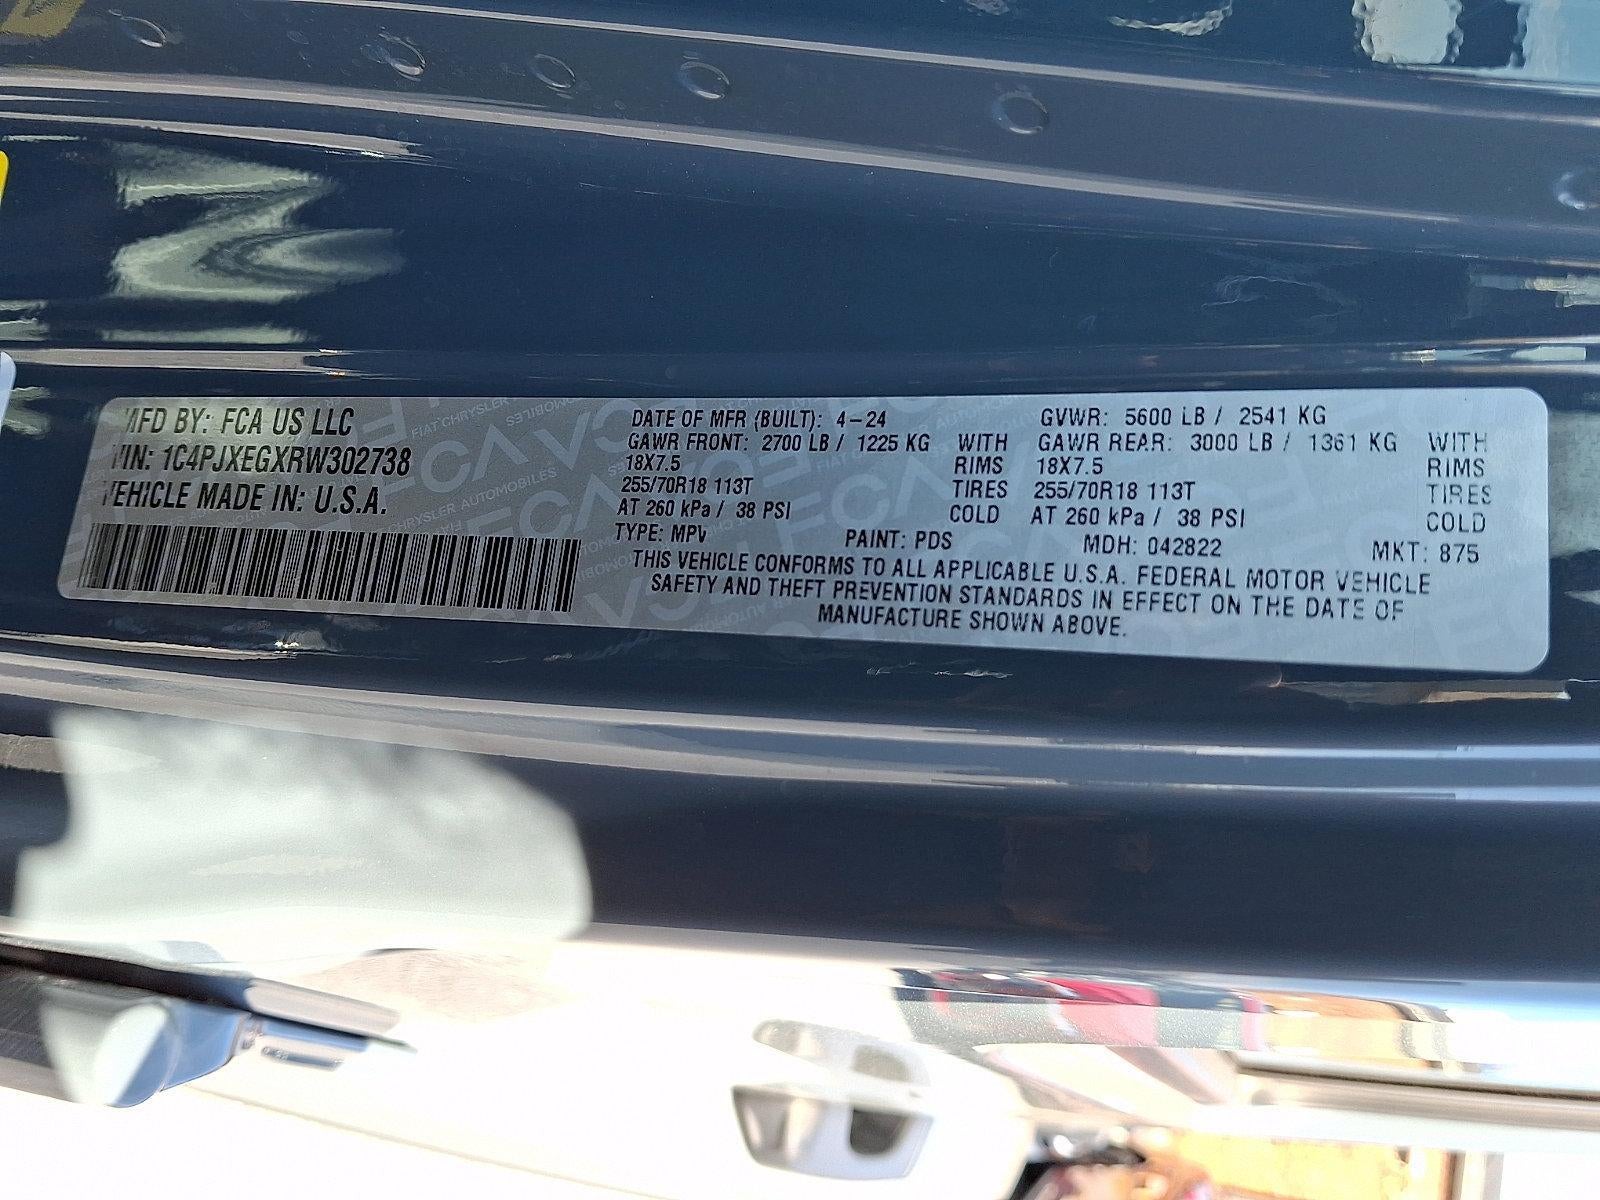 MFD BY: FCA US LLC
VIN: 1C4PJXEGXRW302738
VEHICLE MADE IN: U.S.A.
DATE OF MFR (BUILT): 4-24 GVWR: 5600 LB / 2541 KG
GAWR FRONT: 2700 LB / 1225 KG WITH GAWR REAR: 3000 LB / 1361 KG WITH
18X7.5 RIMS 18X7.5 RIMS
255/70R18 113T TIRES 255/70R18 113T TIRES
AT 260 kPa / 38 PSI COLD AT 260 kPa / 38 PSI COLD
TYPE: MPV PAINT: PDS MDH: 042822 MKT: 875
THIS VEHICLE CONFORMS TO ALL APPLICABLE U.S.A. FEDERAL MOTOR VEHICLE
SAFETY AND THEFT PREVENTION STANDARDS IN EFFECT ON THE DATE OF
MANUFACTURE SHOWN ABOVE.